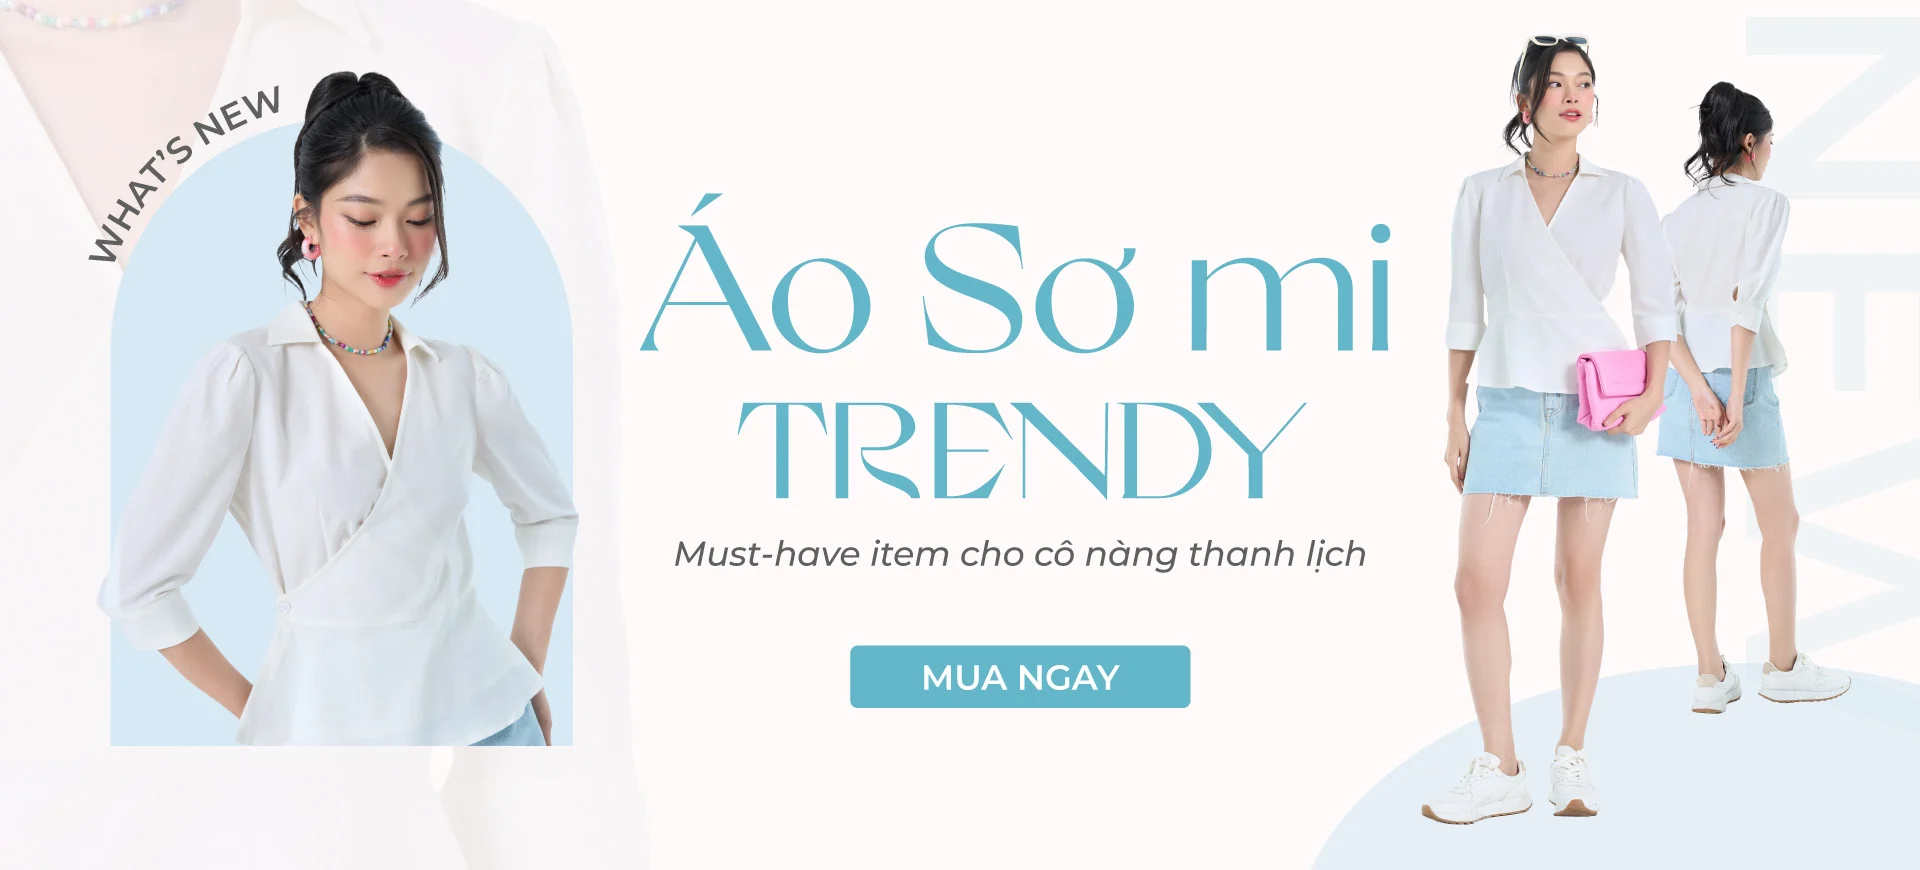 WHAT'S NEW
Áo Sơ mi
TRENDY
Must-have item cho cô nàng thanh lịch
MUA NGAY
NEW